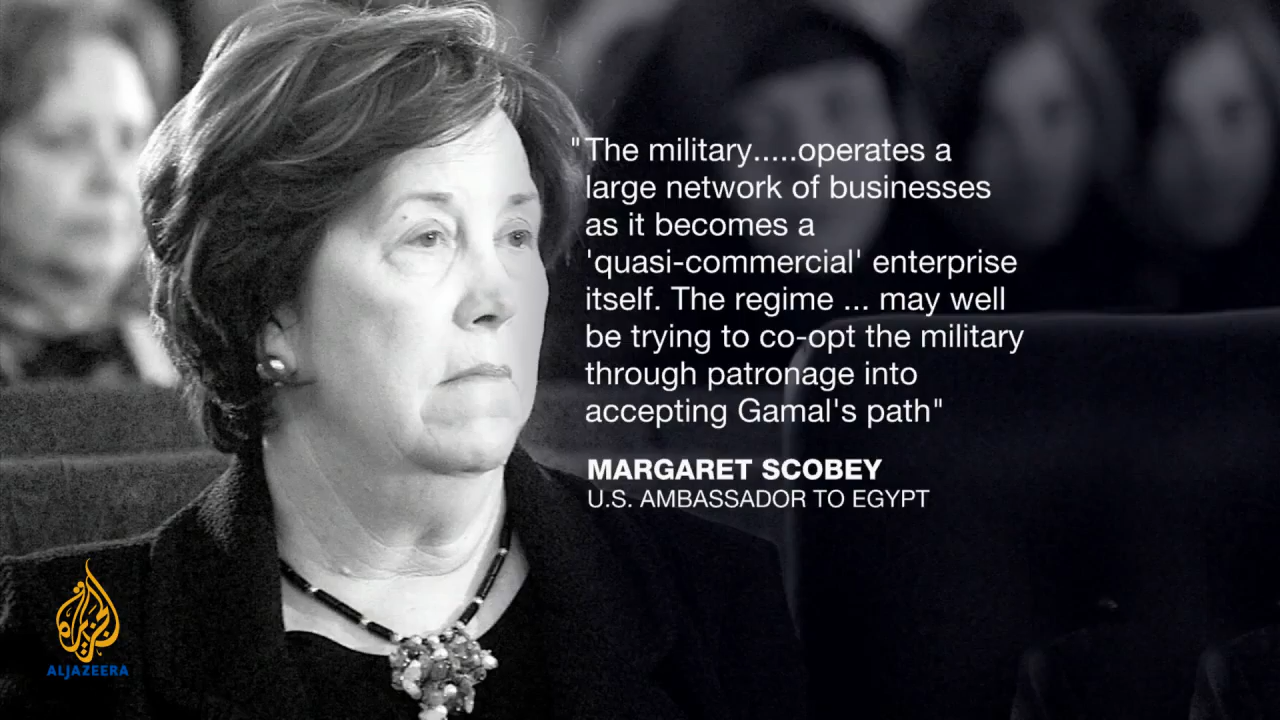 "The military.....operates a
large network of businesses
as it becomes a
'quasi-commercial' enterprise
itself. The regime ... may well
be trying to co-opt the military
through patronage into
accepting Gamal's path"
MARGARET SCOBEY
U.S. AMBASSADOR TO EGYPT
الجزيرة
ALJAZEERA